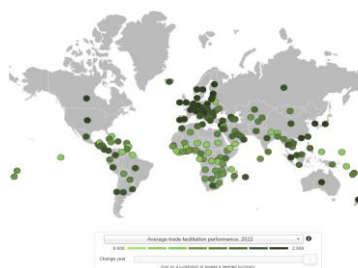 Average trade facilitation performance, 2022
0.000 2.000
Change year